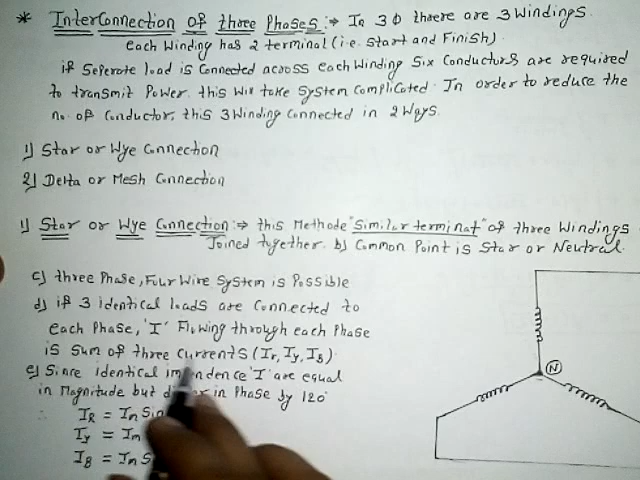 * Interconnection of three Phases :⇒ In 3 ϕ there are 3 Windings.
each Winding has 2 terminal (i.e. Start and Finish)
if Seperate load is Connected across each Winding Six Conductors are required
to transmit Power. this will take System Complicated. In order to reduce the
no. of Conductor, this 3 Winding Connected in 2 Ways.
1) Star or Wye Connection
2) Delta or Mesh Connection
1) Star or Wye Connection :⇒ this Methode "Similar terminal" of three Windings
Joined together. b) Common Point is Star or Neutral.
c) three Phase, Four Wire System is Possible
d) if 3 identical loads are Connected to
each Phase, 'I' Flowing through each Phase
is Sum of three Currents (Ir, Iy, IB).
e) Since identical 'I' are equal
in Magnitude but in Phase by 120°
∴ IR = Im
Iy = Im
IB = Im S
N